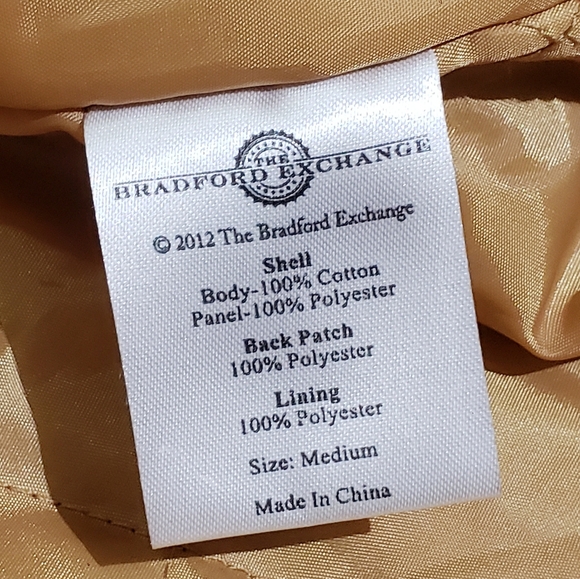 THE
BRADFORD EXCHANGE
© 2012 The Bradford Exchange
Shell
Body-100% Cotton
Panel-100% Polyester
Back Patch
100% Polyester
Lining
100% Polyester
Size: Medium
Made In China